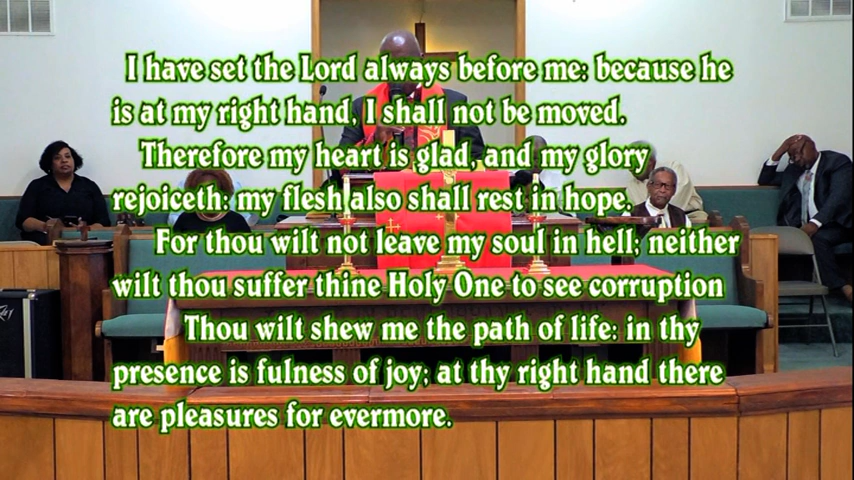 I have set the Lord always before me: because he
is at my right hand, I shall not be moved.
Therefore my heart is glad, and my glory
rejoiceth: my flesh also shall rest in hope.
For thou wilt not leave my soul in hell; neither
wilt thou suffer thine Holy One to see corruption
Thou wilt shew me the path of life: in thy
presence is fulness of joy; at thy right hand there
are pleasures for evermore.